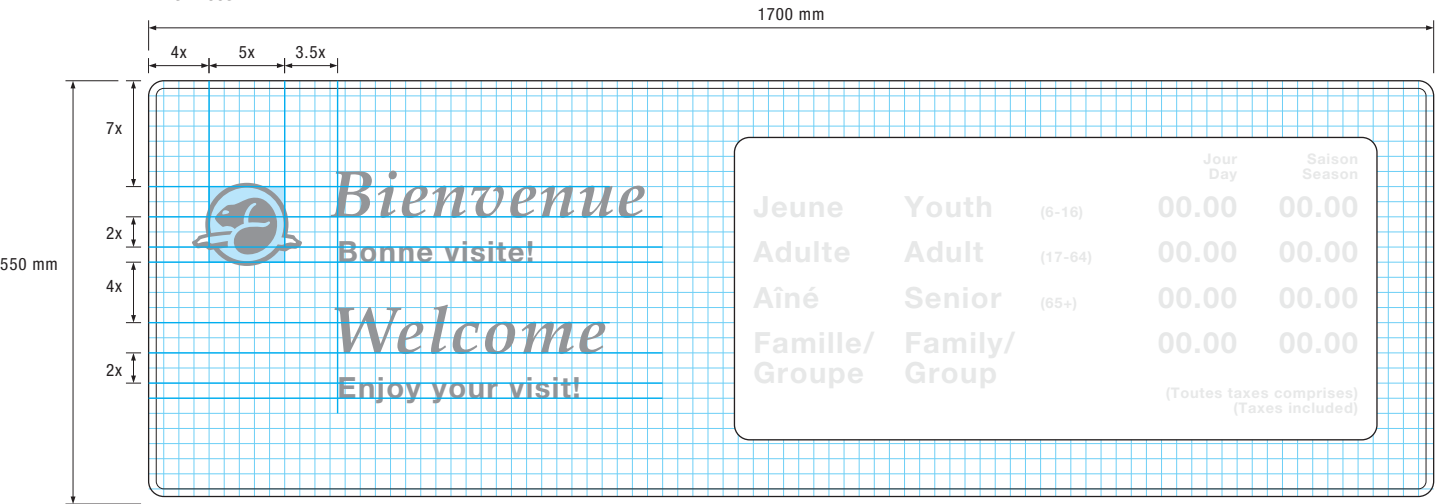 1700 mm
4x 5x 3.5x
7x
2x
550 mm
4x
2x
Bienvenue
Bonne visite!
Welcome
Enjoy your visit!
Jour Saison
Day Season
Jeune Youth (6-16) 00.00 00.00
Adulte Adult (17-64) 00.00 00.00
Aîné Senior (65+) 00.00 00.00
Famille/ Family/ 00.00 00.00
Groupe Group
(Toutes taxes comprises)
(Taxes included)